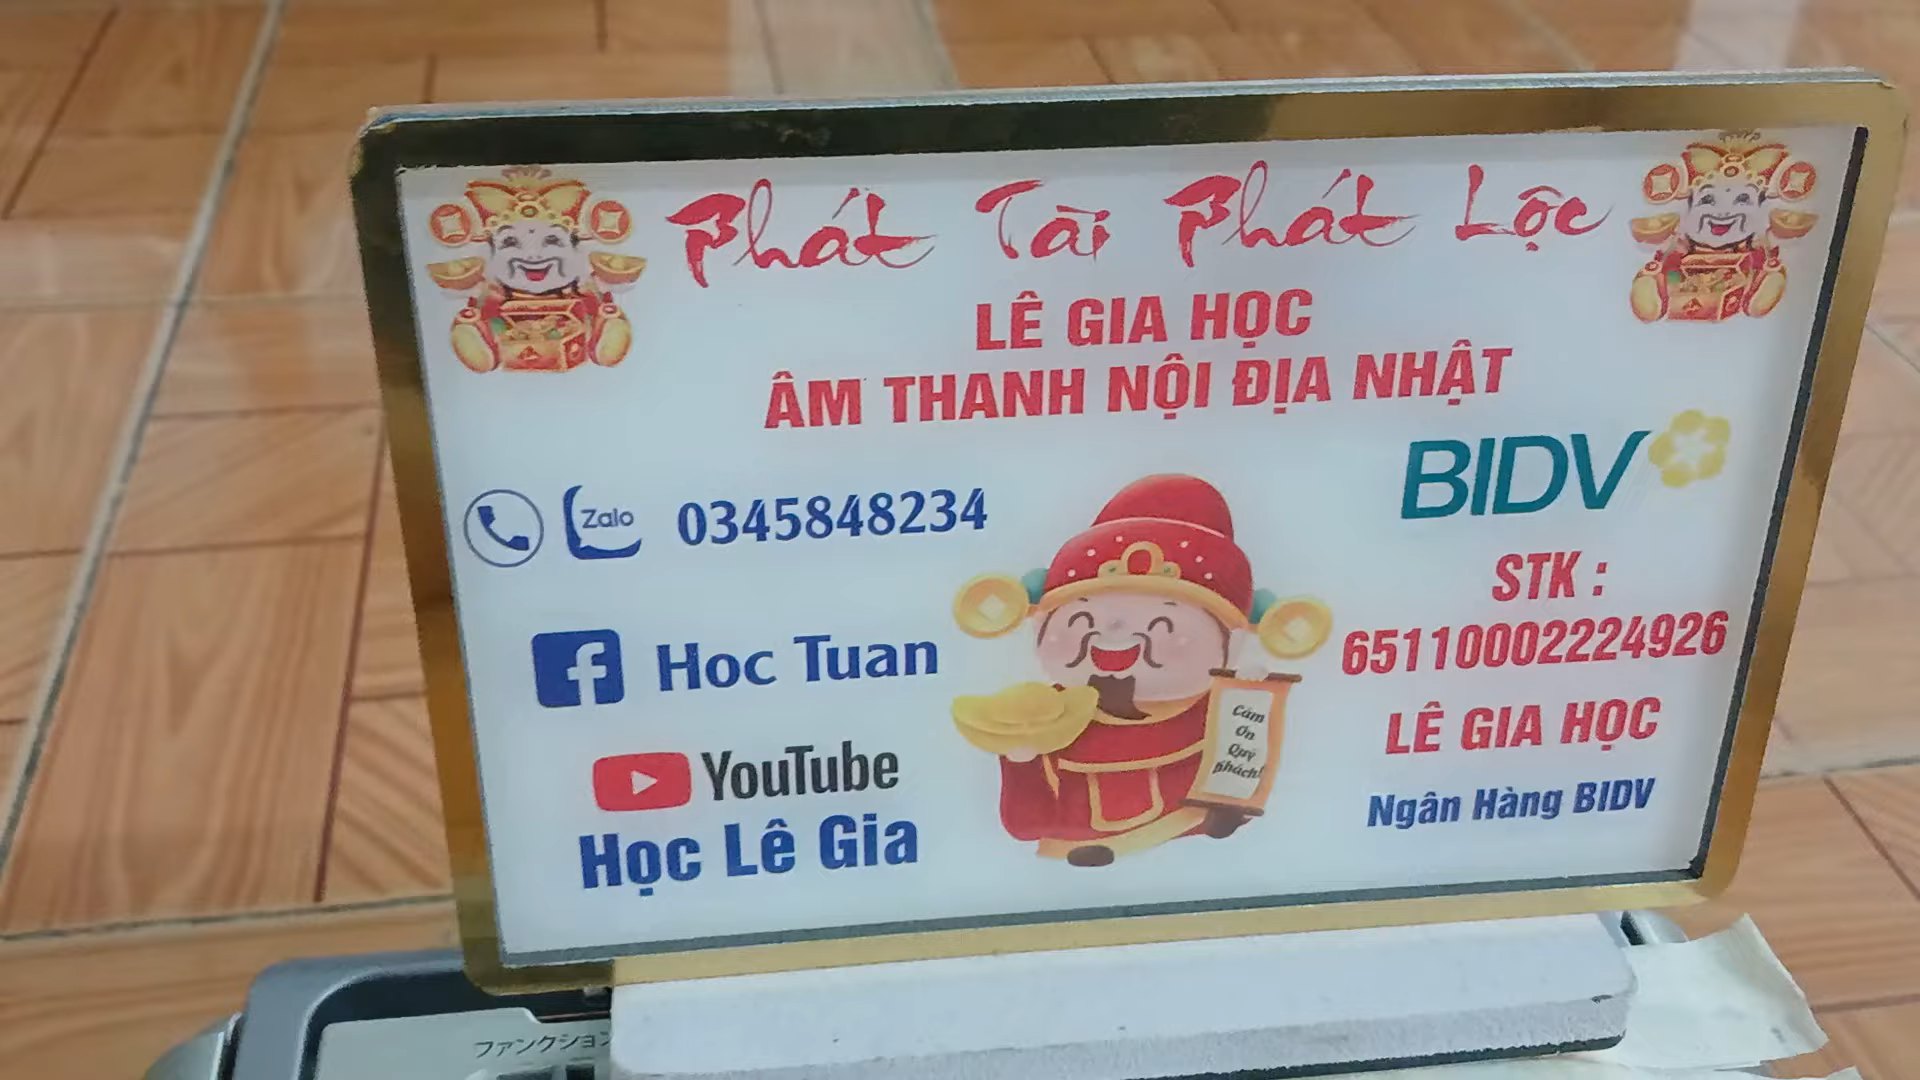 Phát Tài Phát Lộc
LÊ GIA HỌC
ÂM THANH NỘI ĐỊA NHẬT
Zalo 0345848234
Hoc Tuan
YouTube
Học Lê Gia
Cảm
Ơn
Quý
Khách!
BIDV
STK :
65110002224926
LÊ GIA HỌC
Ngân Hàng BIDV
ファンクション